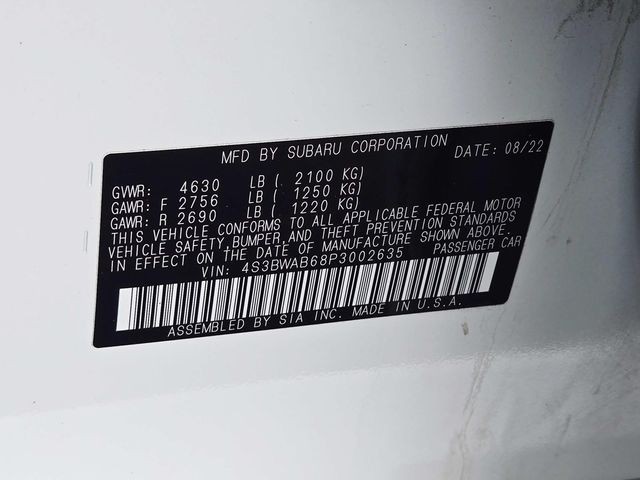 MFD BY SUBARU CORPORATION DATE: 08/22
GVWR: 4630 LB ( 2100 KG)
GAWR: F 2756 LB ( 1250 KG)
GAWR: R 2690 LB ( 1220 KG)
THIS VEHICLE CONFORMS TO ALL APPLICABLE FEDERAL MOTOR
VEHICLE SAFETY, BUMPER, AND THEFT PREVENTION STANDARDS
IN EFFECT ON THE DATE OF MANUFACTURE SHOWN ABOVE.
VIN: 4S3BWAB68P3002635 PASSENGER CAR
ASSEMBLED BY SIA INC. MADE IN U.S.A.